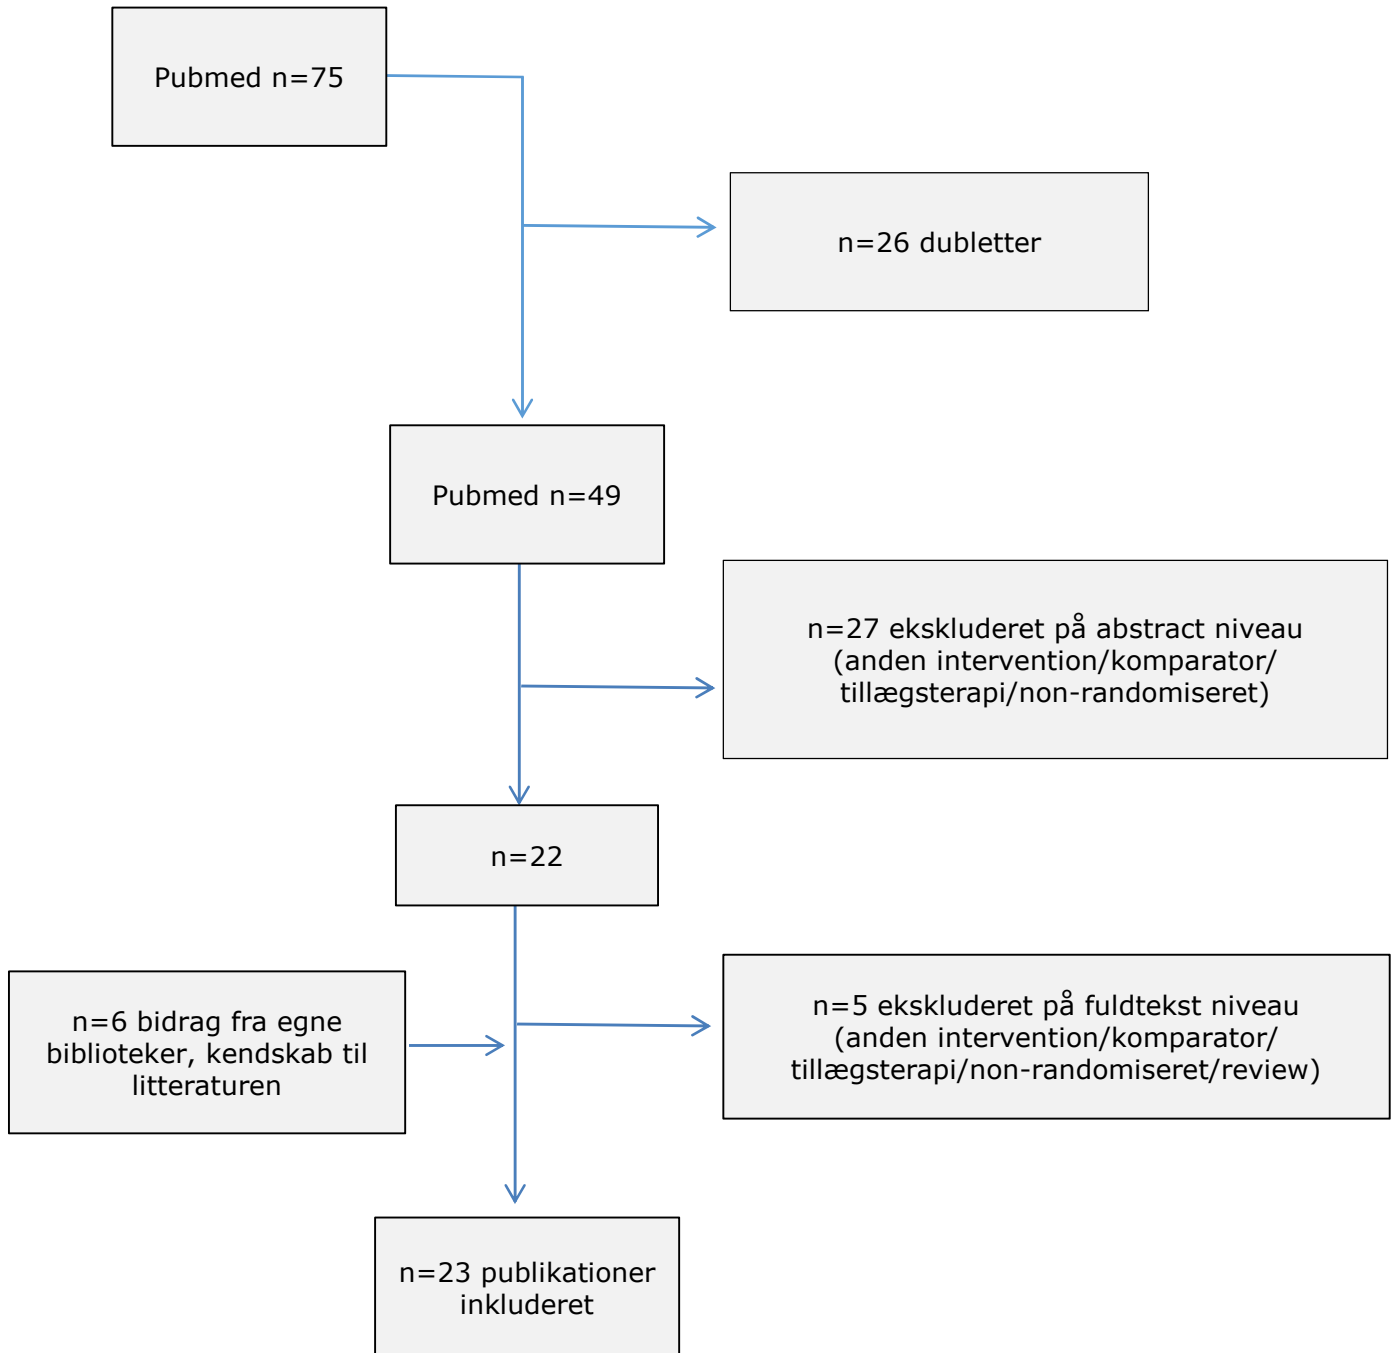 Pubmed n=75
n=26 dubletter
Pubmed n=49
n=27 ekskluderet på abstract niveau
(anden intervention/komparator/
tillægsterapi/non-randomiseret)
n=22
n=6 bidrag fra egne
biblioteker, kendskab til
litteraturen
n=5 ekskluderet på fuldtekst niveau
(anden intervention/komparator/
tillægsterapi/non-randomiseret/review)
n=23 publikationer
inkluderet